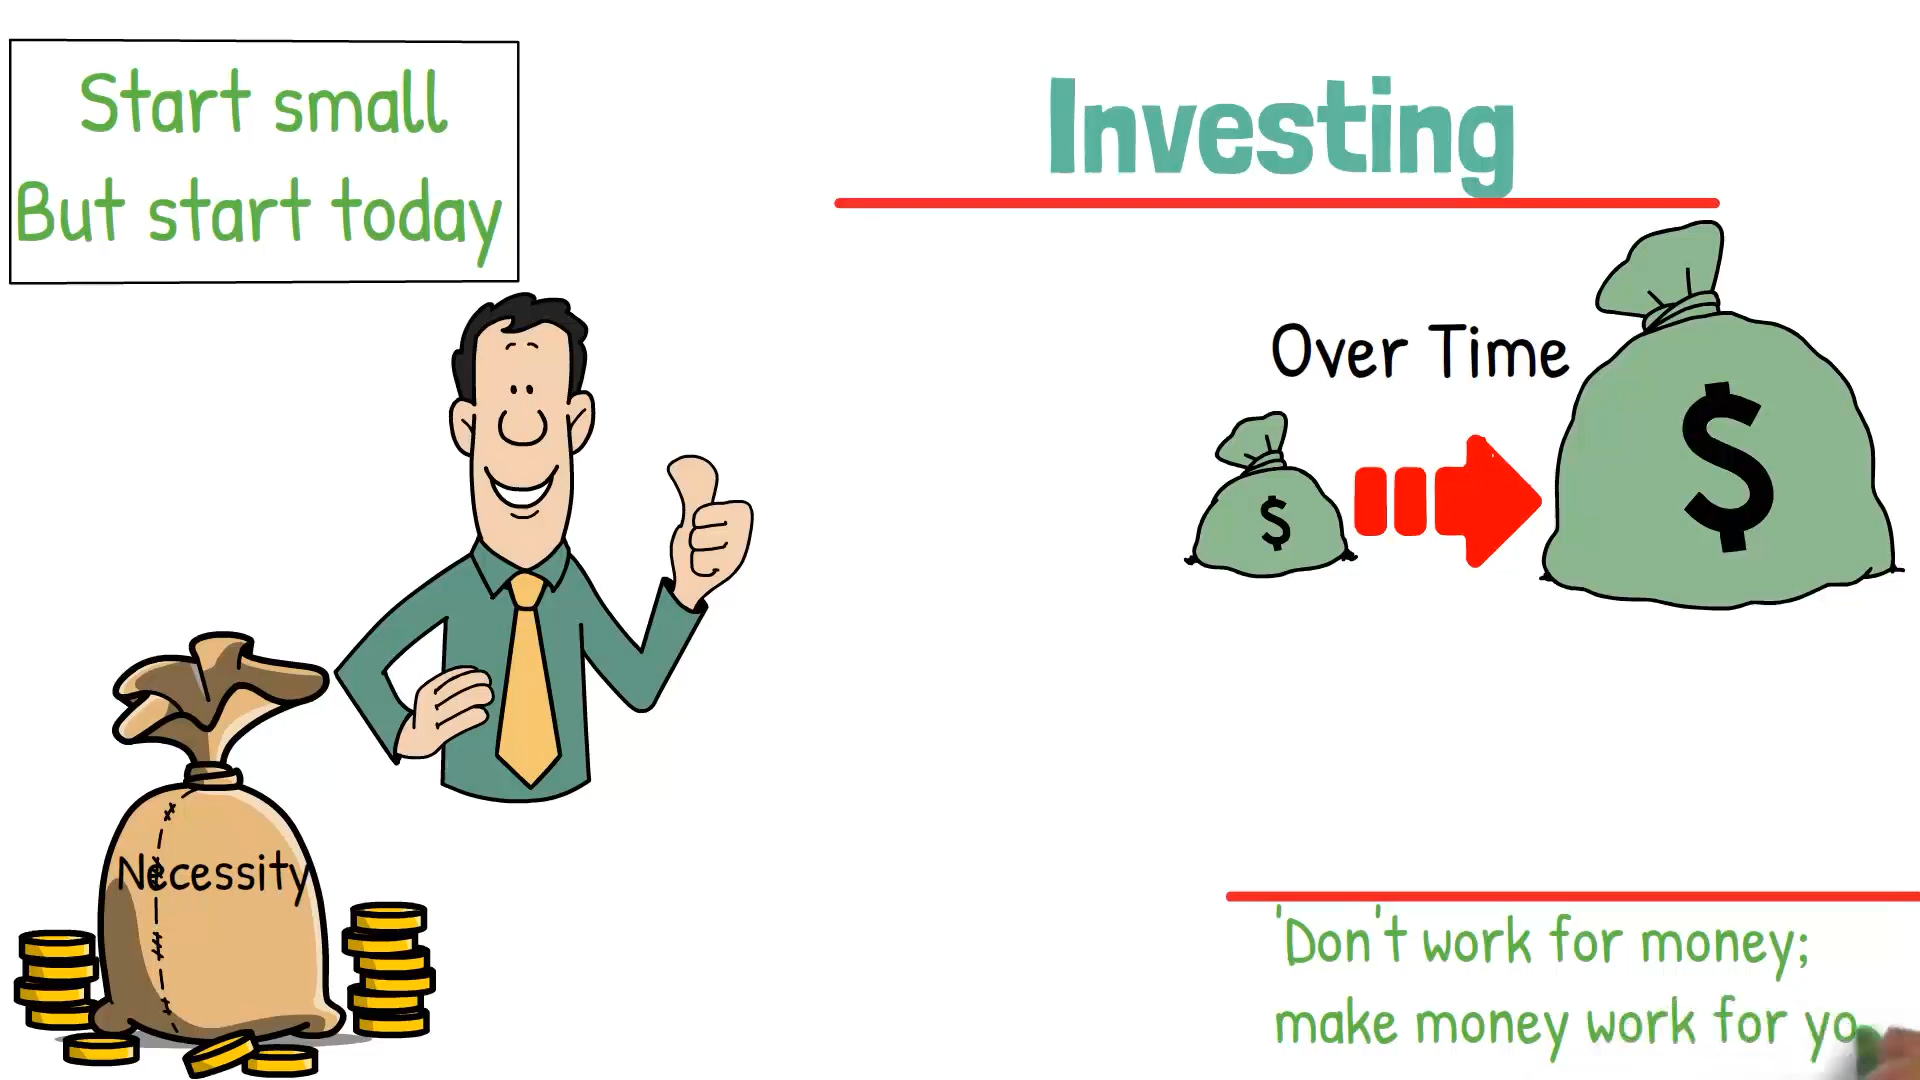 Start small
But start today
Investing
Over Time
$
$
Necessity
'Don't work for money;
make money work for yo